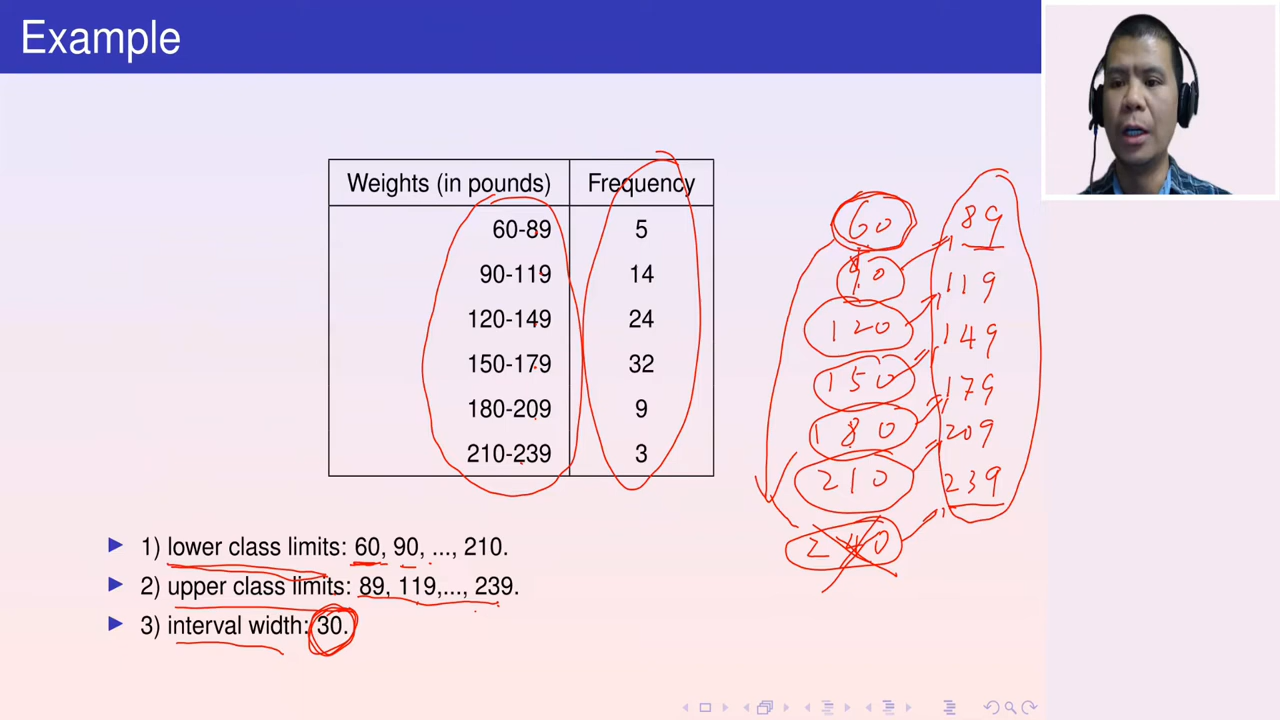 Example
Weights (in pounds) Frequency
60-89 5
90-119 14
120-149 24
150-179 32
180-209 9
210-239 3
60 89
90 119
120 149
150 179
180 209
210 239
240
1) lower class limits: 60, 90, ..., 210.
2) upper class limits: 89, 119,..., 239.
3) interval width: 30.